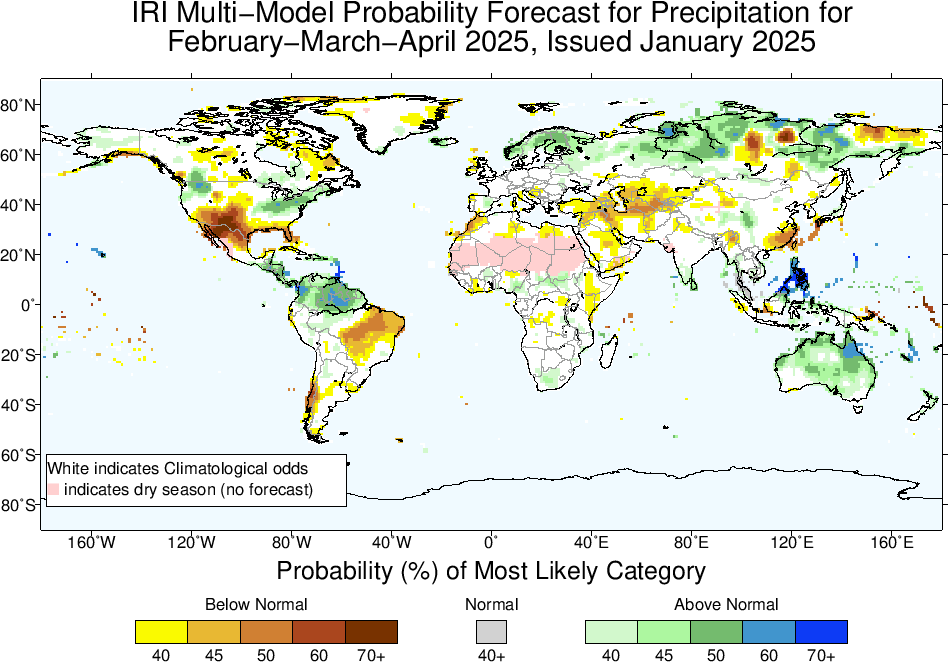 IRI Multi−Model Probability Forecast for Precipitation for
February−March−April 2025, Issued January 2025
80˚N
60˚N
40˚N
20˚N
0˚
20˚S
40˚S
60˚S
80˚S
White indicates Climatological odds
indicates dry season (no forecast)
160˚W 120˚W 80˚W 40˚W 0˚ 40˚E 80˚E 120˚E 160˚E
Probability (%) of Most Likely Category
Below Normal Normal Above Normal
40 45 50 60 70+ 40+ 40 45 50 60 70+